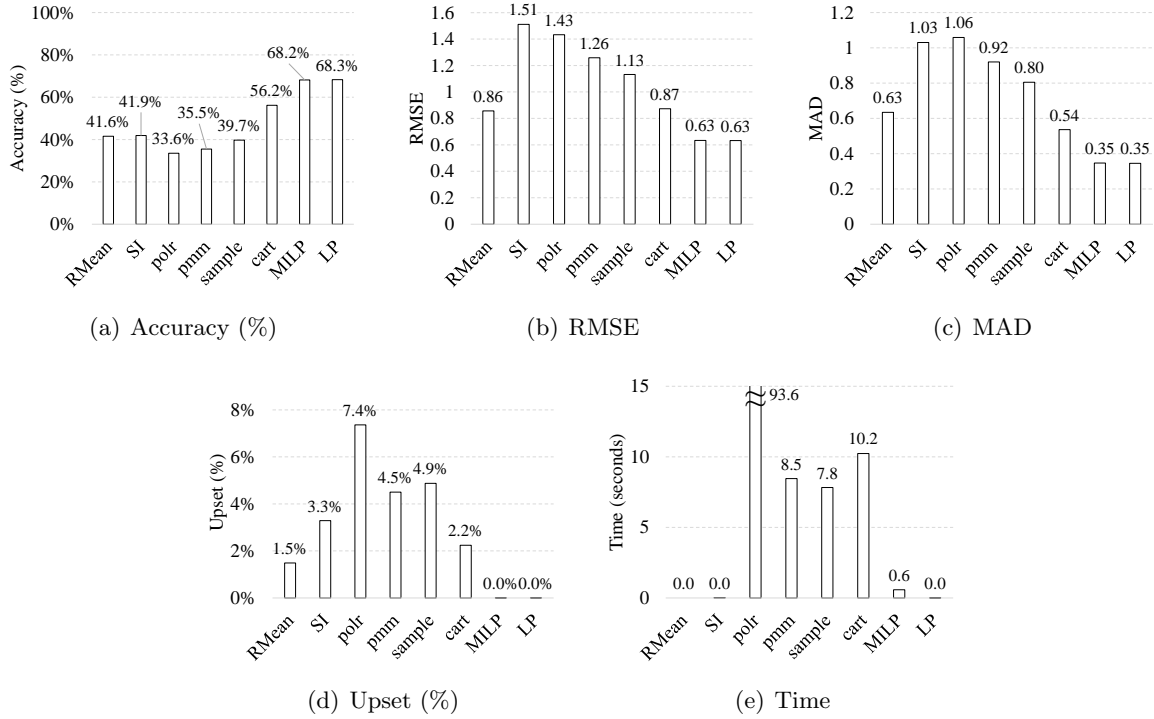 Accuracy (%)
100%
80%
60%
40%
20%
0%
41.6%
41.9%
33.6%
35.5%
39.7%
56.2%
68.2%
68.3%
RMean
SI
polr
pmm
sample
cart
MILP
LP
(a) Accuracy (%)
RMSE
1.6
1.4
1.2
1
0.8
0.6
0.4
0.2
0
0.86
1.51
1.43
1.26
1.13
0.87
0.63
0.63
RMean
SI
polr
pmm
sample
cart
MILP
LP
(b) RMSE
MAD
1.2
1
0.8
0.6
0.4
0.2
0
0.63
1.03
1.06
0.92
0.80
0.54
0.35
0.35
RMean
SI
polr
pmm
sample
cart
MILP
LP
(c) MAD
Upset (%)
8%
6%
4%
2%
0%
1.5%
3.3%
7.4%
4.5%
4.9%
2.2%
0.0%
0.0%
RMean
SI
polr
pmm
sample
cart
MILP
LP
(d) Upset (%)
Time (seconds)
15
10
5
0
0.0
0.0
93.6
8.5
7.8
10.2
0.6
0.0
RMean
SI
polr
pmm
sample
cart
MILP
LP
(e) Time